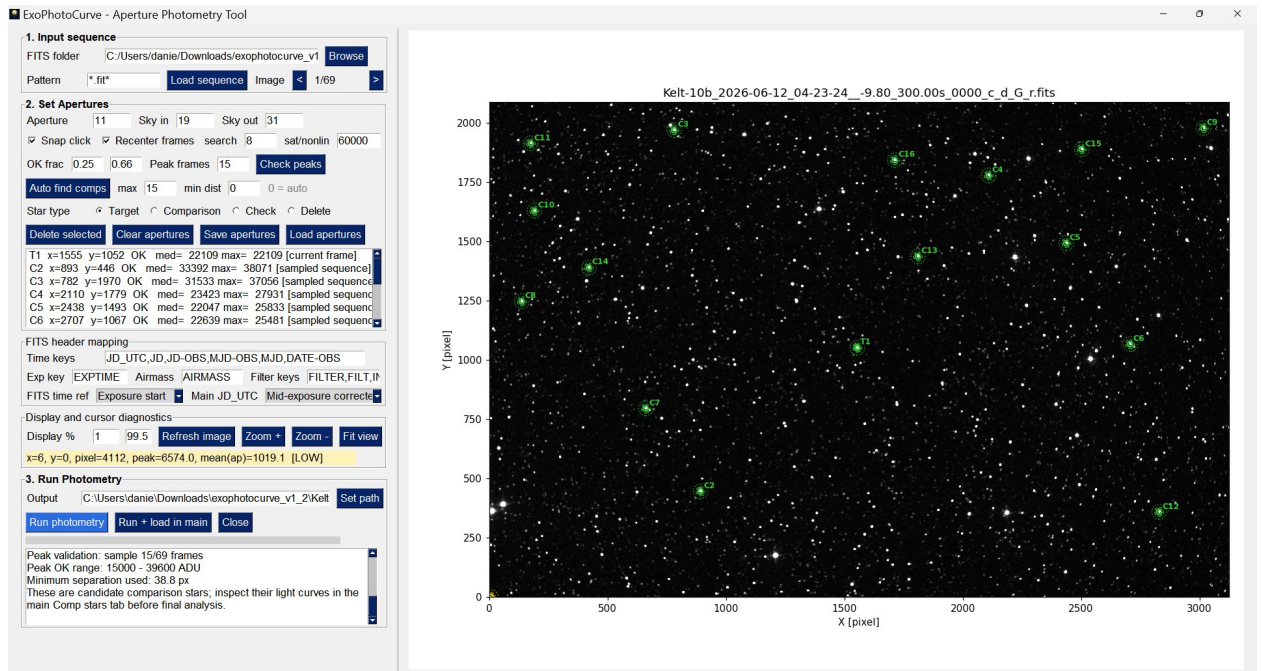 ExoPhotoCurve - Aperture Photometry Tool
1. Input sequence
FITS folder C:/Users/danie/Downloads/exophotocurve_v1 Browse
Pattern *.fit* Load sequence Image < 1/69 >
2. Set Apertures
Aperture 11 Sky in 19 Sky out 31
Snap click Recenter frames search 8 sat/nonlin 60000
OK frac 0.25 0.66 Peak frames 15 Check peaks
Auto find comps max 15 min dist 0 0 = auto
Star type Target Comparison Check Delete
Delete selected Clear apertures Save apertures Load apertures
T1 x=1555 y=1052 OK med= 22109 max= 22109 [current frame]
C2 x=893 y=446 OK med= 33392 max= 38071 [sampled sequence]
C3 x=782 y=1970 OK med= 31533 max= 37056 [sampled sequence
C4 x=2110 y=1779 OK med= 23423 max= 27931 [sampled sequenc
C5 x=2438 y=1493 OK med= 22047 max= 25833 [sampled sequenc
C6 x=2707 y=1067 OK med= 22639 max= 25481 [sampled sequenc
FITS header mapping
Time keys JD_UTC,JD,JD-OBS,MJD-OBS,MJD,DATE-OBS
Exp key EXPTIME Airmass AIRMASS Filter keys FILTER,FILT,IN
FITS time ref Exposure start Main JD_UTC Mid-exposure correcte
Display and cursor diagnostics
Display % 1 99.5 Refresh image Zoom + Zoom - Fit view
x=6, y=0, pixel=4112, peak=6574.0, mean(ap)=1019.1 [LOW]
3. Run Photometry
Output C:\Users\danie\Downloads\exophotocurve_v1_2\Kelt Set path
Run photometry Run + load in main Close
Peak validation: sample 15/69 frames
Peak OK range: 15000 - 39600 ADU
Minimum separation used: 38.8 px
These are candidate comparison stars; inspect their light curves in the
main Comp stars tab before final analysis.
Kelt-10b_2026-06-12_04-23-24__-9.80_300.00s_0000_c_d_G_r.fits
2000
1750
1500
1250
1000
750
500
250
0
Y [pixel]
C3
C9
C11
C15
C16
C4
C10
C5
C13
C14
C8
T1
C6
C7
C2
C12
0 500 1000 1500 2000 2500 3000
X [pixel]